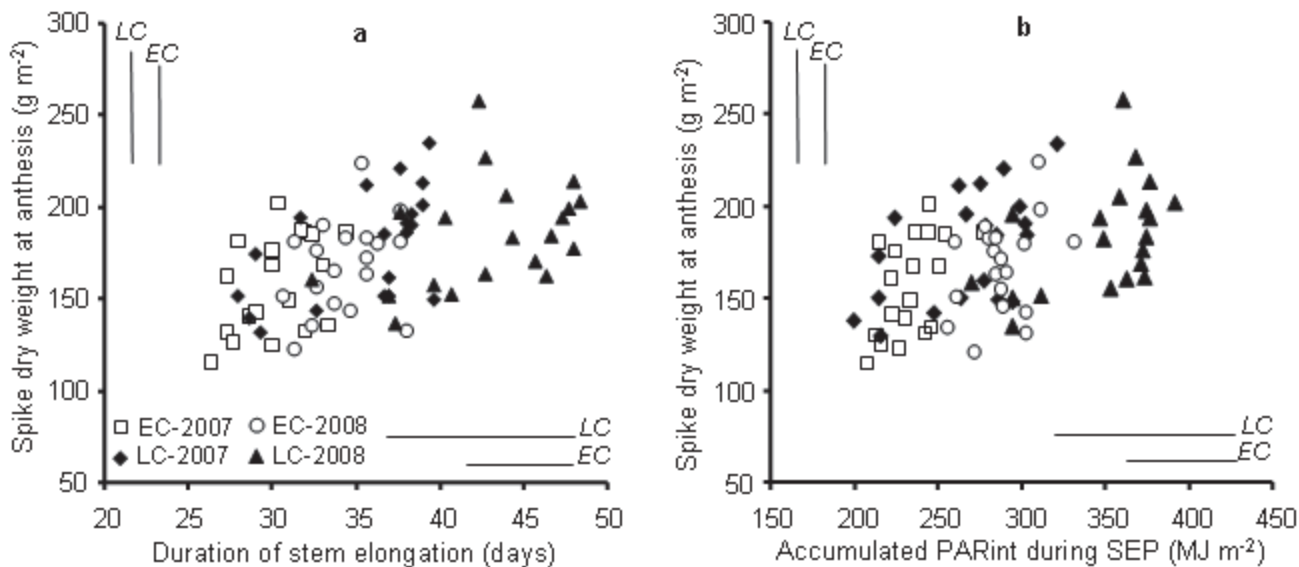 a
b
LC
EC
LC
EC
Spike dry weight at anthesis (g m-2)
300
250
200
150
100
50
□ EC-2007 ○ EC-2008
◆ LC-2007 ▲ LC-2008
LC
EC
20 25 30 35 40 45 50
Duration of stem elongation (days)
Spike dry weight at anthesis (g m-2)
300
250
200
150
100
50
LC
EC
150 200 250 300 350 400 450
Accumulated PARint during SEP (MJ m-2)